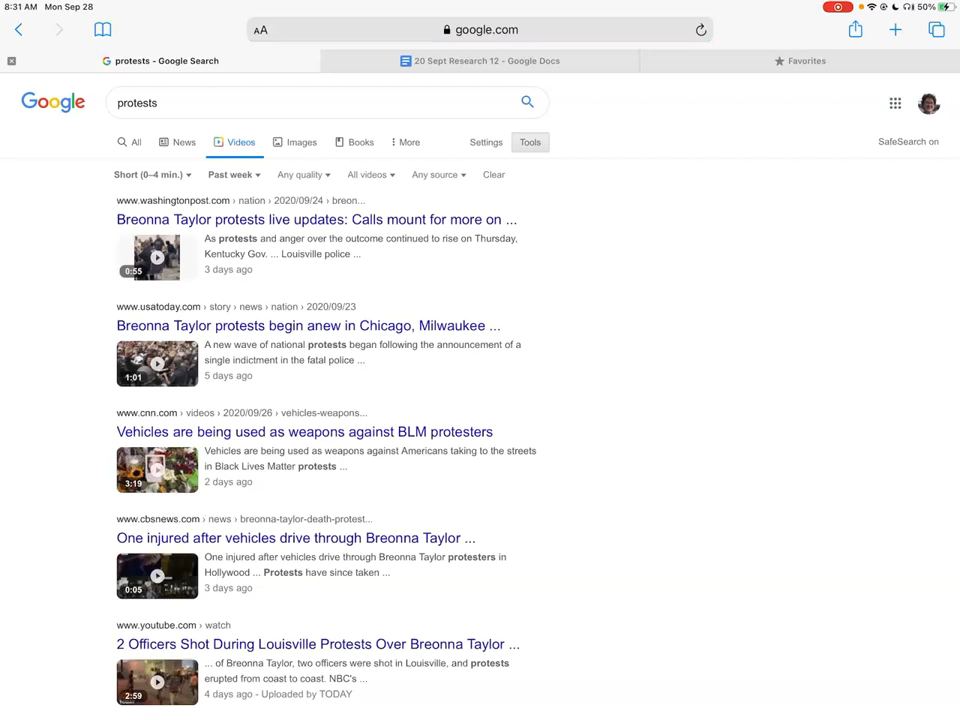 8:31 AM Mon Sep 28
50%
AA
google.com
protests - Google Search
20 Sept Research 12 - Google Docs
Favorites
Google
protests
All News Videos Images Books More Settings Tools
SafeSearch on
Short (0–4 min.) Past week Any quality All videos Any source Clear
www.washingtonpost.com › nation › 2020/09/24 › breon...
Breonna Taylor protests live updates: Calls mount for more on ...
As protests and anger over the outcome continued to rise on Thursday,
Kentucky Gov. ... Louisville police ...
0:55
3 days ago
www.usatoday.com › story › news › nation › 2020/09/23
Breonna Taylor protests begin anew in Chicago, Milwaukee ...
A new wave of national protests began following the announcement of a
single indictment in the fatal police ...
1:01
5 days ago
www.cnn.com › videos › 2020/09/26 › vehicles-weapons...
Vehicles are being used as weapons against BLM protesters
Vehicles are being used as weapons against Americans taking to the streets
in Black Lives Matter protests ...
3:19
2 days ago
www.cbsnews.com › news › breonna-taylor-death-protest...
One injured after vehicles drive through Breonna Taylor ...
One injured after vehicles drive through Breonna Taylor protesters in
Hollywood ... Protests have since taken ...
0:05
3 days ago
www.youtube.com › watch
2 Officers Shot During Louisville Protests Over Breonna Taylor ...
... of Breonna Taylor, two officers were shot in Louisville, and protests
erupted from coast to coast. NBC's ...
2:59
4 days ago - Uploaded by TODAY